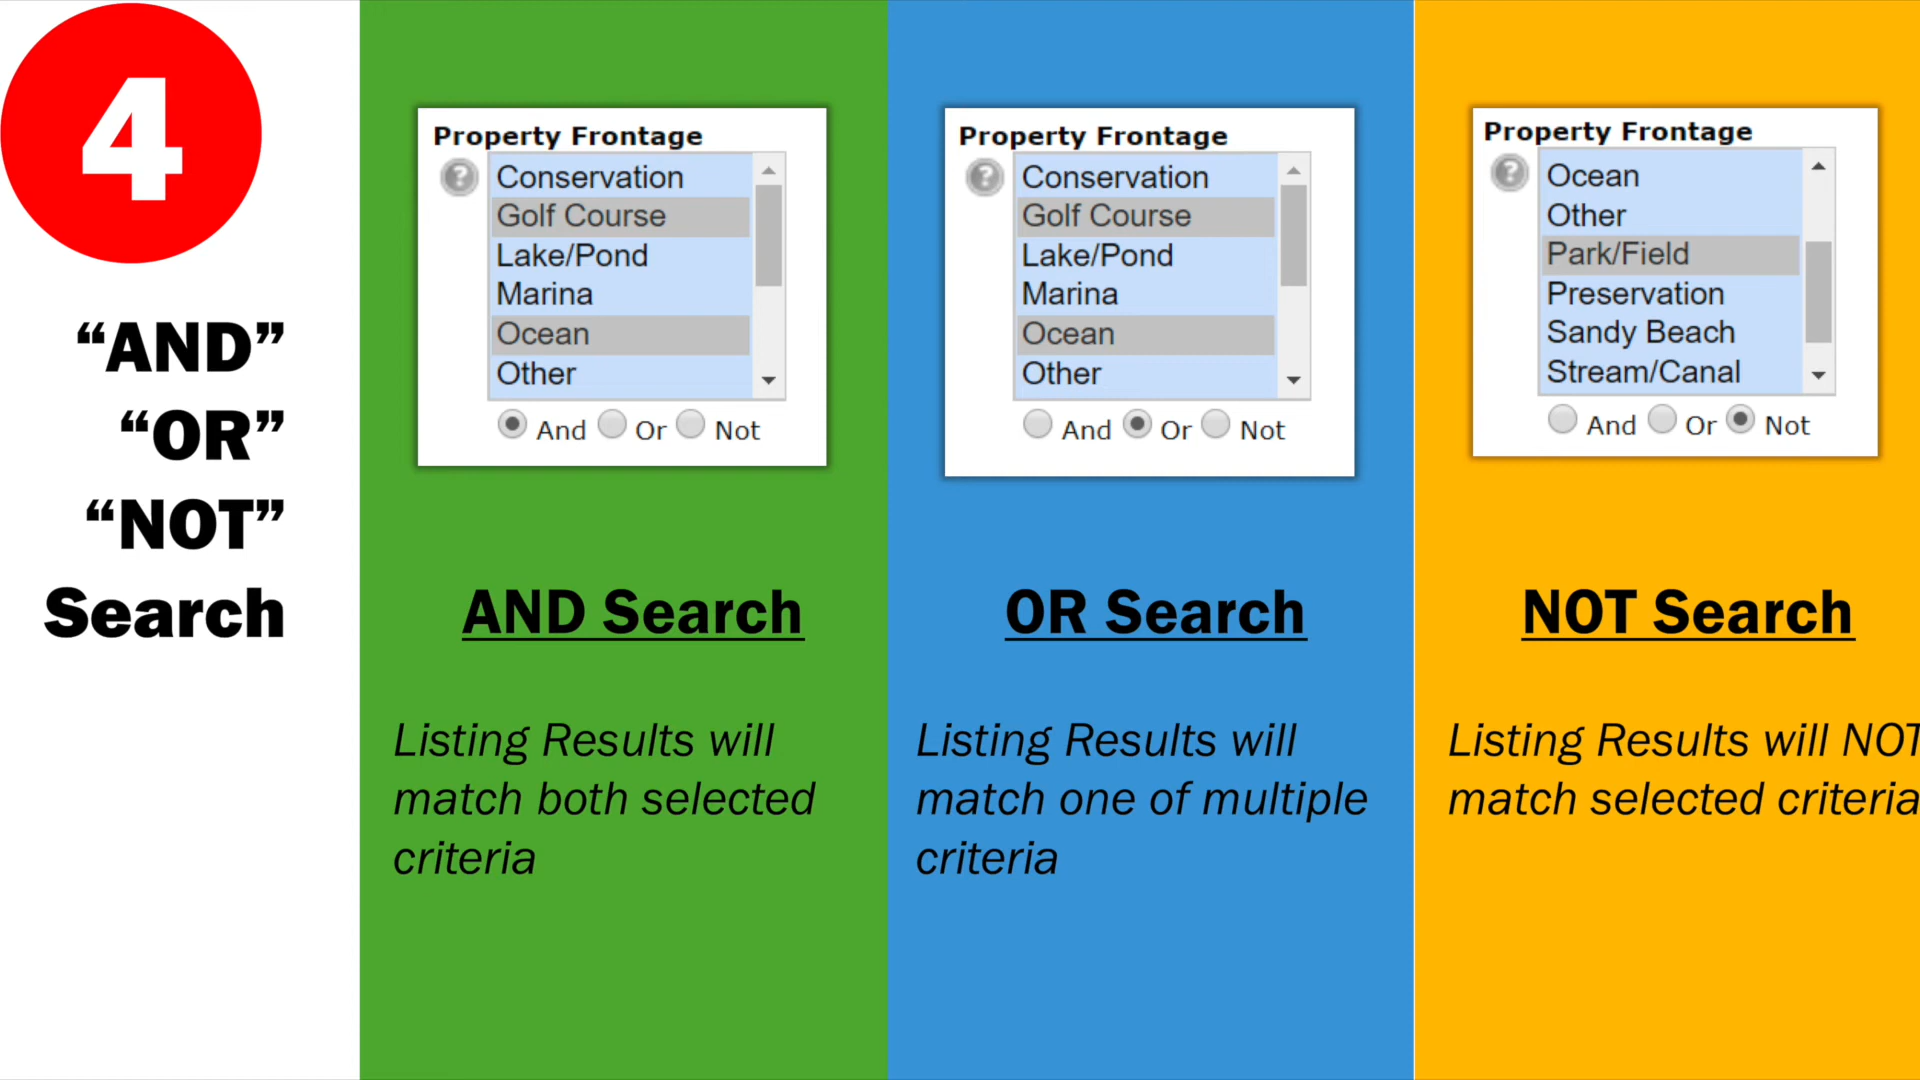 4
“AND”
“OR”
“NOT”
Search
Property Frontage
?
Conservation
Golf Course
Lake/Pond
Marina
Ocean
Other
And Or Not
AND Search
Listing Results will
match both selected
criteria
Property Frontage
?
Conservation
Golf Course
Lake/Pond
Marina
Ocean
Other
And Or Not
OR Search
Listing Results will
match one of multiple
criteria
Property Frontage
?
Ocean
Other
Park/Field
Preservation
Sandy Beach
Stream/Canal
And Or Not
NOT Search
Listing Results will NOT
match selected criteria